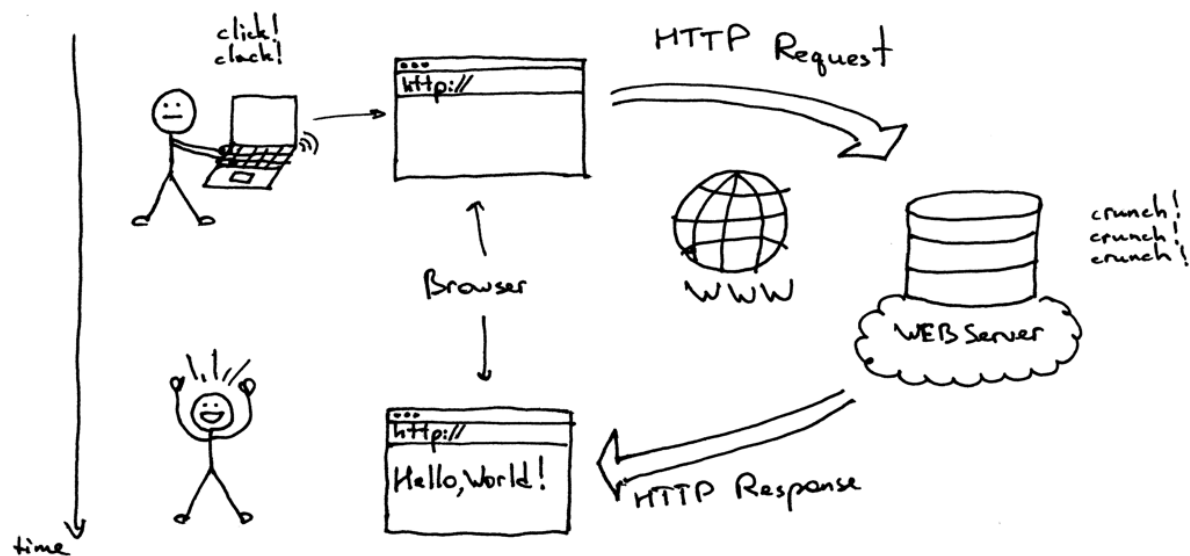 click!
clack!
HTTP Request
http://
crunch!
crunch!
crunch!
WWW
Browser
WEB Server
http://
Hello, World!
HTTP Response
time